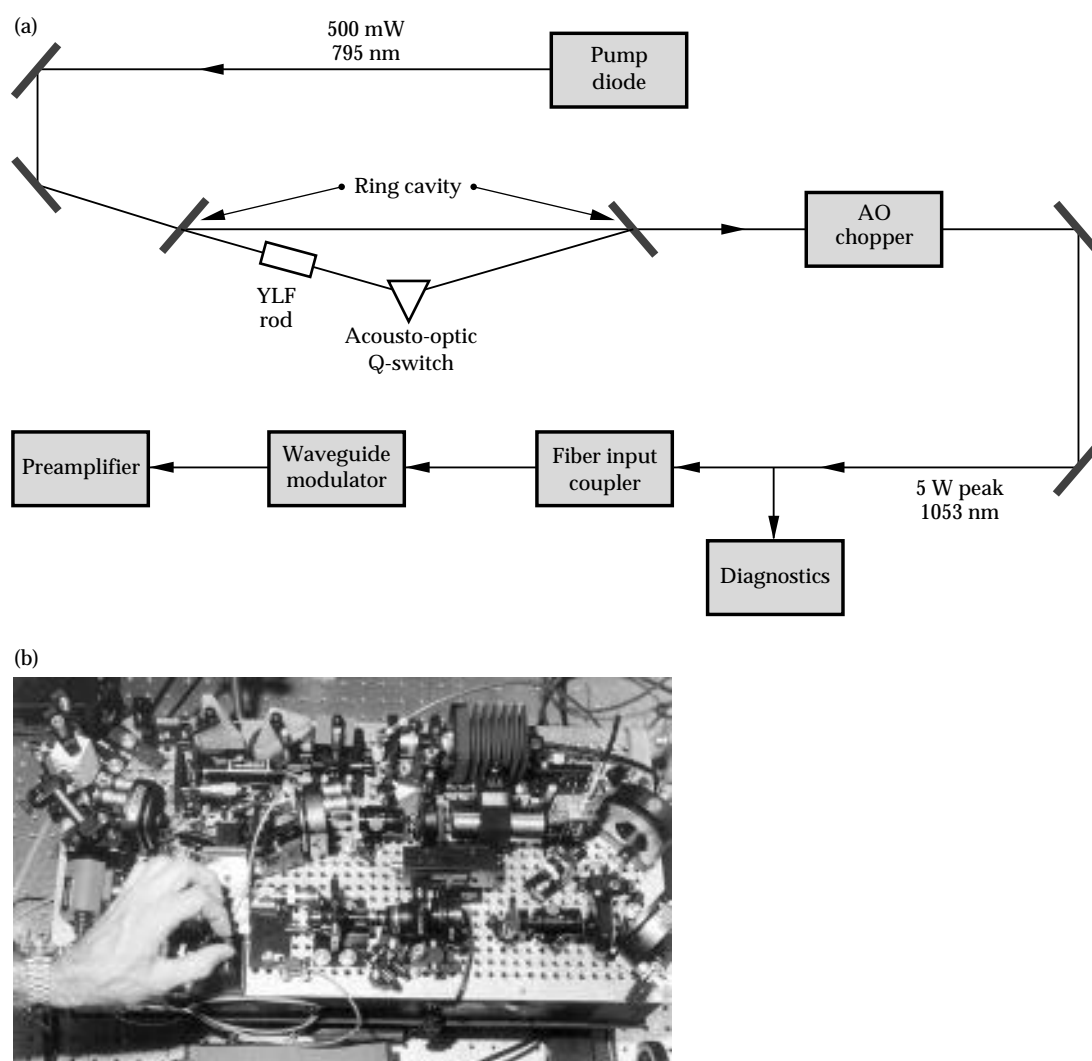 (a)
500 mW
795 nm
Pump
diode
Ring cavity
AO
chopper
YLF
rod
Acousto-optic
Q-switch
Preamplifier
Waveguide
modulator
Fiber input
coupler
5 W peak
1053 nm
Diagnostics
(b)